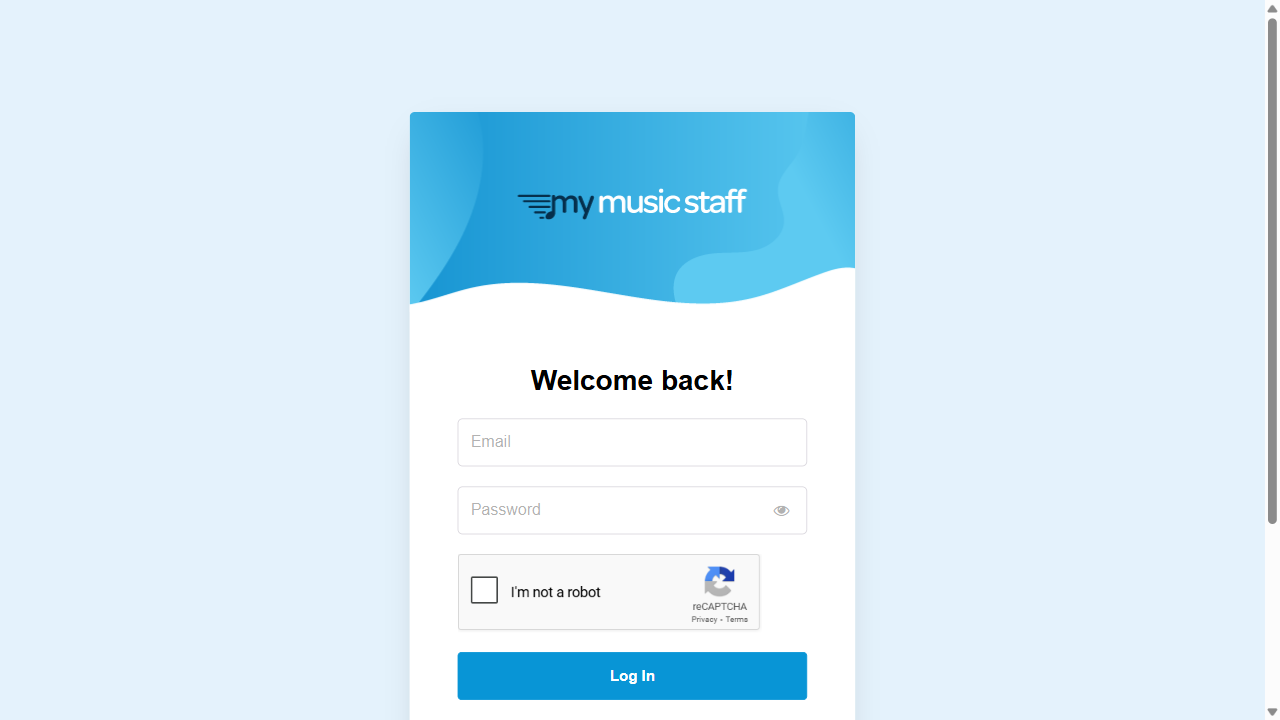 my music staff
Welcome back!
Email
Password
I'm not a robot
reCAPTCHA
Privacy - Terms
Log In